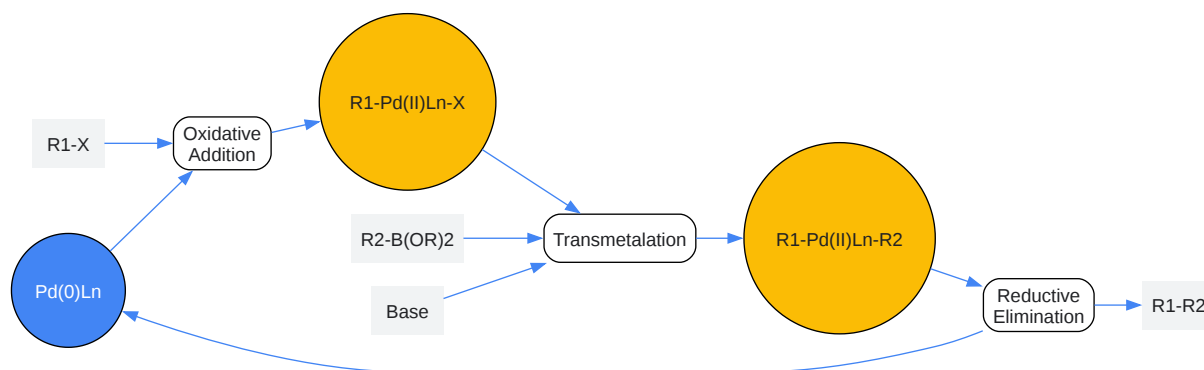 R1-Pd(II)Ln-X
Oxidative
Addition
R1-X
R2-B(OR)2
Transmetalation
R1-Pd(II)Ln-R2
Pd(0)Ln
Base
Reductive
Elimination
R1-R2